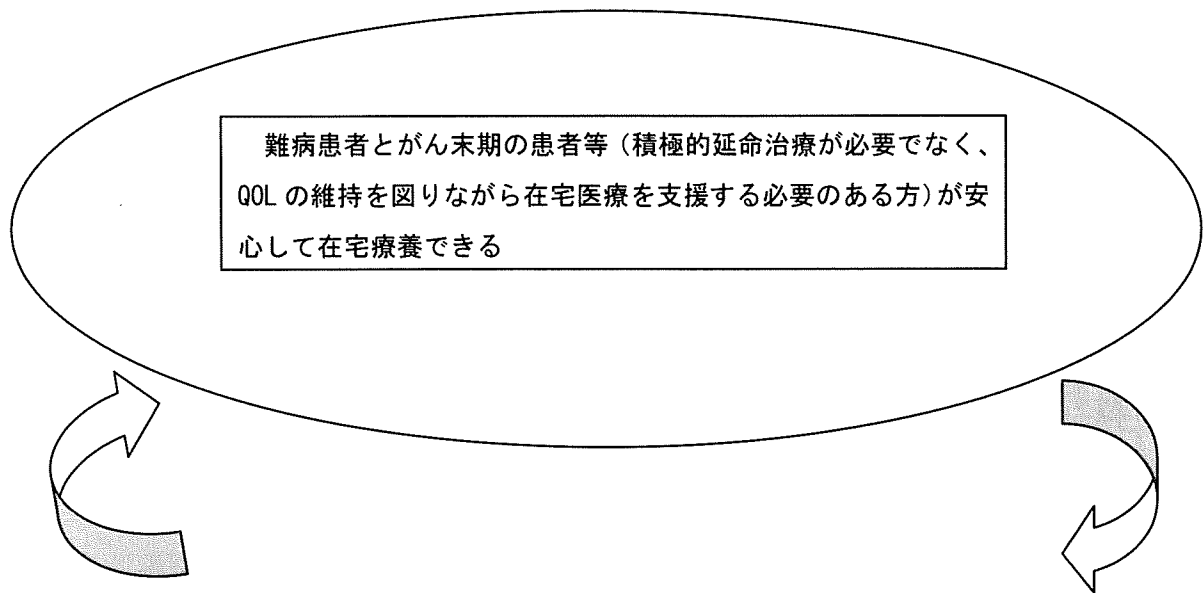 難病患者とがん末期の患者等（積極的延命治療が必要でなく、
QOLの維持を図りながら在宅医療を支援する必要のある方）が安
心して在宅療養できる